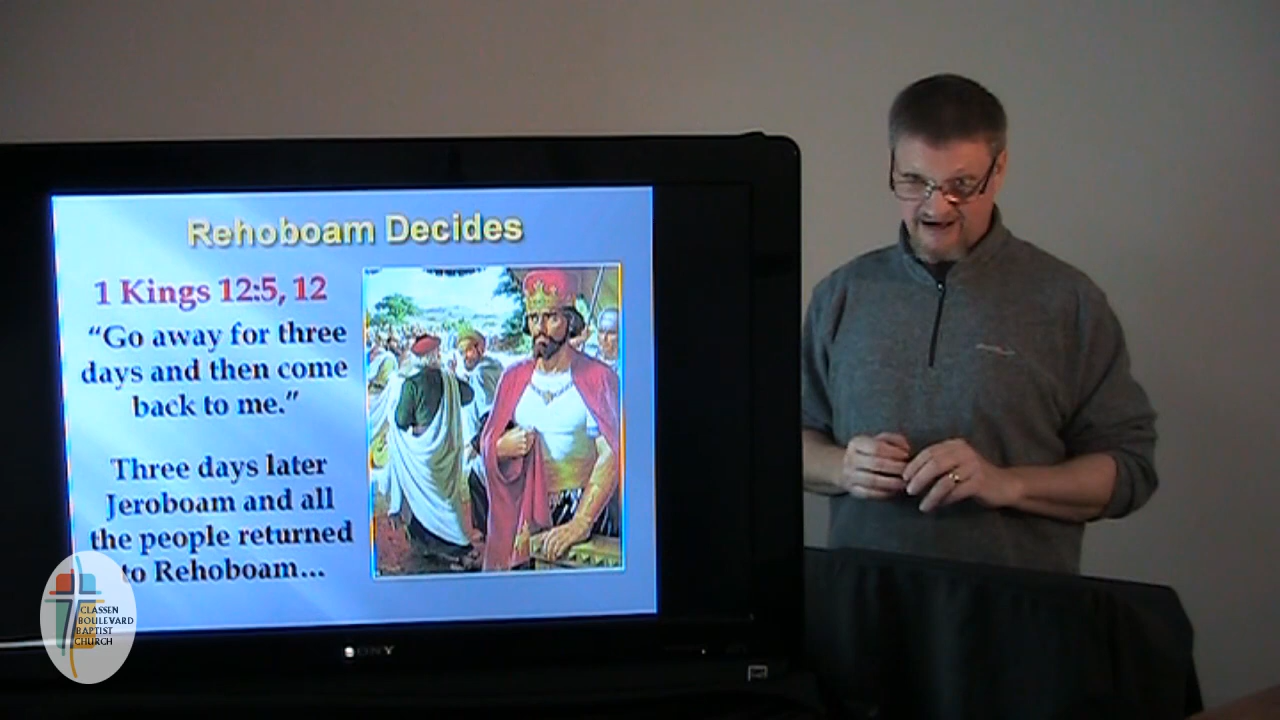 Rehoboam Decides
1 Kings 12:5, 12
“Go away for three
days and then come
back to me.”
Three days later
Jeroboam and all
the people returned
to Rehoboam...
SONY
CLASSEN
BOULEVARD
BAPTIST
CHURCH